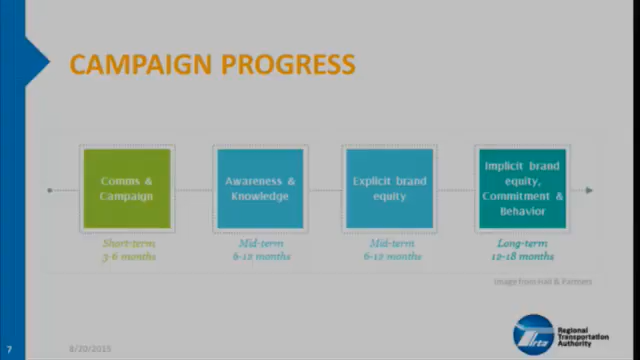 CAMPAIGN PROGRESS
Comms &
Campaign
Short-term
3-6 months
Awareness &
Knowledge
Mid-term
6-12 months
Explicit brand
equity
Mid-term
6-12 months
Implicit brand
equity,
Commitment &
Behavior
Long-term
12-18 months
Image from Hall & Partners
7
8/20/2015
rta
Regional
Transportation
Authority